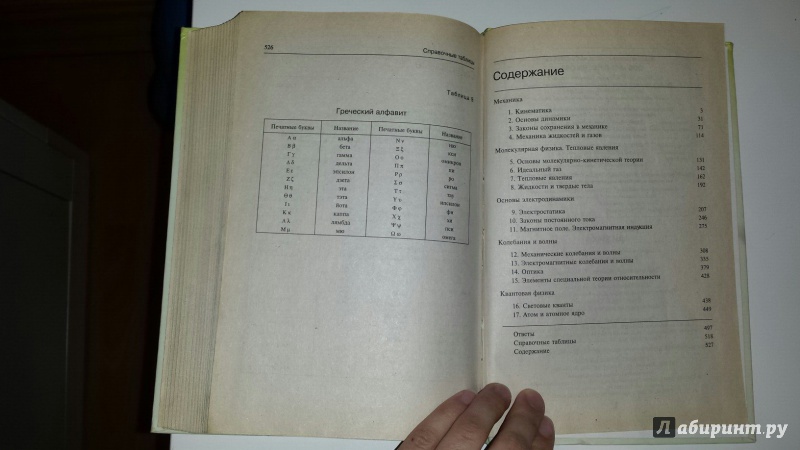 526
Справочные таблицы
Таблица 9
Греческий алфавит
Печатные буквы Название Печатные буквы Название
Α α альфа Ν ν ню
Β β бета Ξ ξ кси
Γ γ гамма Ο ο омикрон
Δ δ дельта Π π пи
Ε ε эпсилон Ρ ρ ро
Ζ ζ дзета Σ σ сигма
Η η эта Τ τ тау
Θ θ тэта Υ υ
Ι ι йота Φ φ фи
Κ κ каппа Χ χ хи
Λ λ ламбда Ψ ψ пси
Μ μ мю Ω ω омега
Содержание
Механика
1. Кинематика 3
2. Основы динамики 31
3. Законы сохранения в механике 71
4. Механика жидкостей и газов 114
Молекулярная физика. Тепловые явления
5. Основы молекулярно-кинетической теории 131
6. Идеальный газ 142
7. Тепловые явления 162
8. Жидкости и твердые тела 192
Основы электродинамики
9. Электростатика 207
10. Законы постоянного тока 246
11. Магнитное поле. Электромагнитная индукция 275
Колебания и волны
12. Механические колебания и волны 308
13. Электромагнитные колебания и волны 355
14. Оптика 379
15. Элементы специальной теории относительности 428
Квантовая физика
16. Световые кванты 438
17. Атом и атомное ядро 449
Ответы 497
Справочные таблицы 518
Содержание 527
Лабиринт.ру